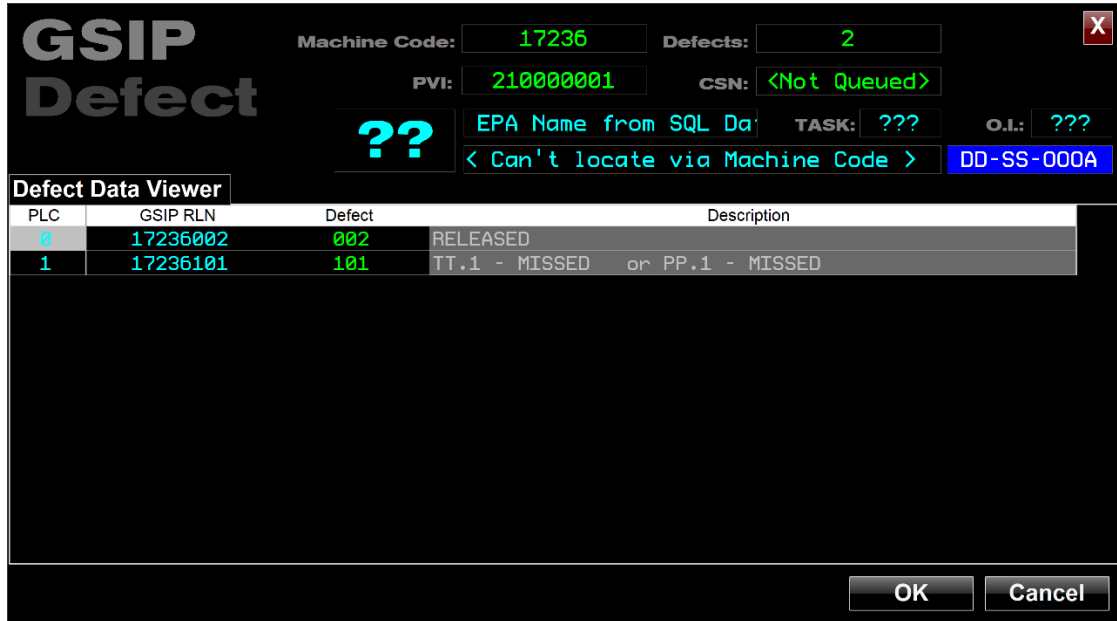 GSIP
Defect
Machine Code: 17236 Defects: 2 X
PVI: 210000001 CSN: <Not Queued>
?? EPA Name from SQL Dat TASK: ??? O.I.: ???
< Can't locate via Machine Code > DD-SS-000A
Defect Data Viewer
PLC GSIP RLN Defect Description
0 17236002 002 RELEASED
1 17236101 101 TT.1 - MISSED or PP.1 - MISSED
OK Cancel